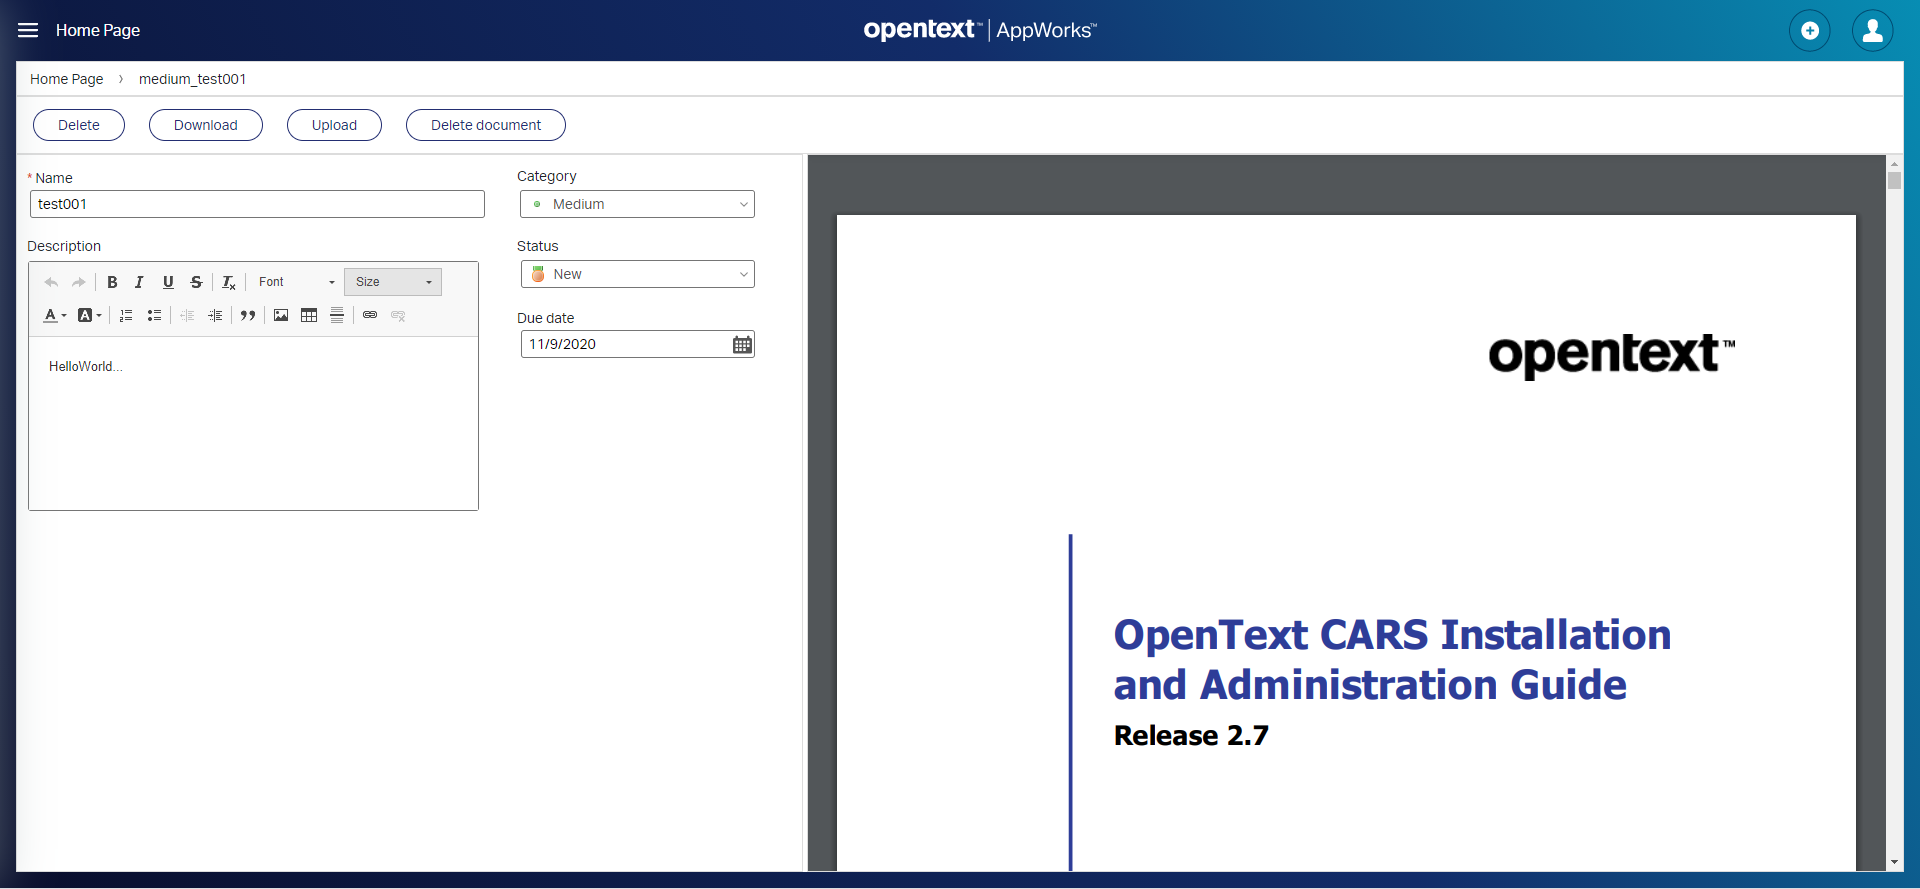 Home Page
opentext™ | AppWorks™
Home Page › medium_test001
Delete
Download
Upload
Delete document
* Name
test001
Category
Medium
Description
Status
New
B I U S Tx Font Size
A A
Due date
11/9/2020
HelloWorld...
opentext™
OpenText CARS Installation
and Administration Guide
Release 2.7